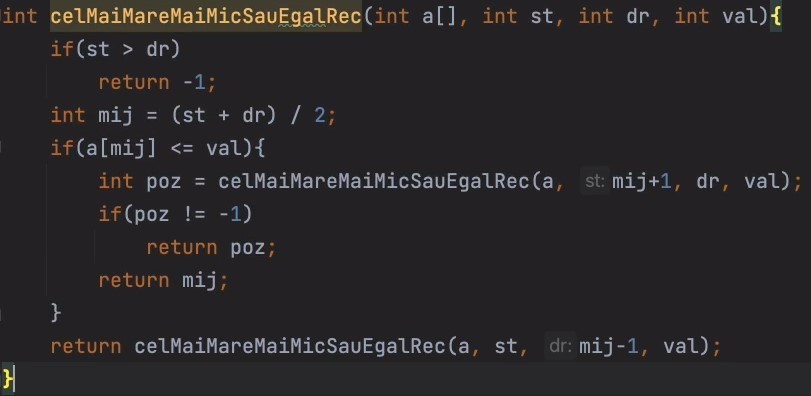 int celMaiMareMaiMicSauEgalRec(int a[], int st, int dr, int val){
if(st > dr)
return -1;
int mij = (st + dr) / 2;
if(a[mij] <= val){
int poz = celMaiMareMaiMicSauEgalRec(a, st: mij+1, dr, val);
if(poz != -1)
return poz;
return mij;
}
return celMaiMareMaiMicSauEgalRec(a, st, dr: mij-1, val);
}